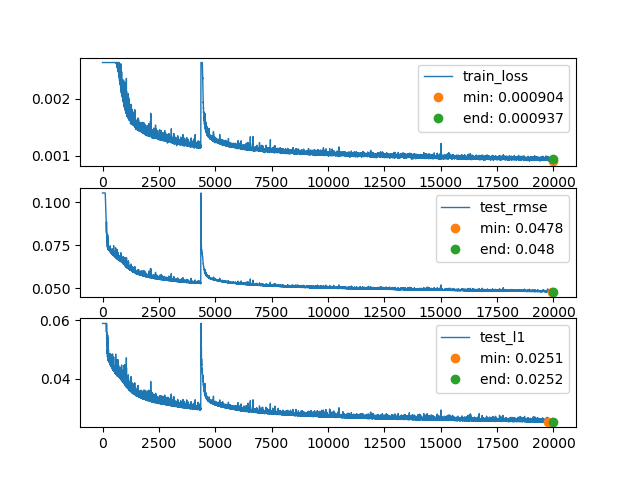 train_loss
min: 0.000904
end: 0.000937
0.002
0.001
0 2500 5000 7500 10000 12500 15000 17500 20000
test_rmse
min: 0.0478
end: 0.048
0.100
0.075
0.050
0 2500 5000 7500 10000 12500 15000 17500 20000
test_l1
min: 0.0251
end: 0.0252
0.06
0.04
0 2500 5000 7500 10000 12500 15000 17500 20000